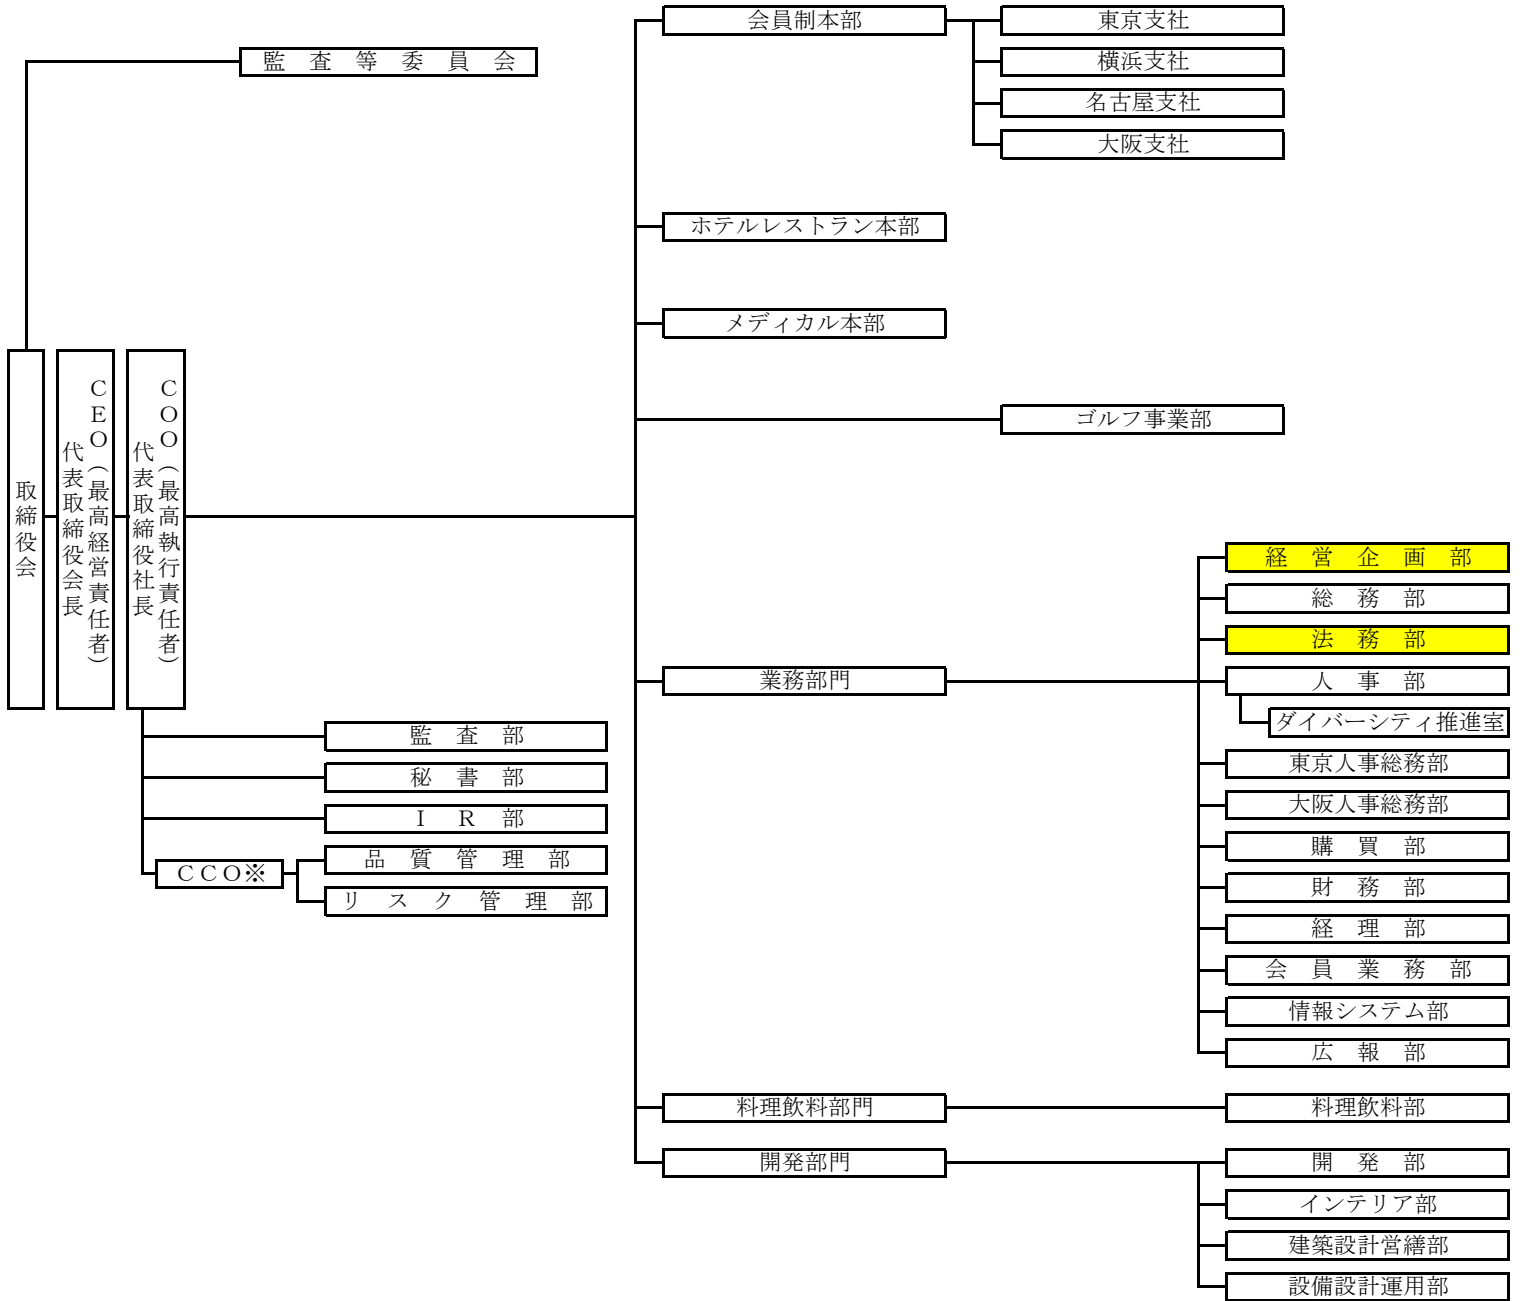 監　査　等　委　員　会
取締役会
CEO（最高経営責任者）
代表取締役会長
COO（最高執行責任者）
代表取締役社長
監　査　部
秘　書　部
Ｉ　Ｒ　部
ＣＣＯ※
品　質　管　理　部
リ　ス　ク　管　理　部
会員制本部
東京支社
横浜支社
名古屋支社
大阪支社
ホテルレストラン本部
メディカル本部
ゴルフ事業部
業務部門
経　営　企　画　部
総　務　部
法　務　部
人　事　部
ダイバーシティ推進室
東京人事総務部
大阪人事総務部
購　買　部
財　務　部
経　理　部
会　員　業　務　部
情報システム部
広　報　部
料理飲料部門
料理飲料部
開発部門
開　発　部
インテリア部
建築設計営繕部
設備設計運用部